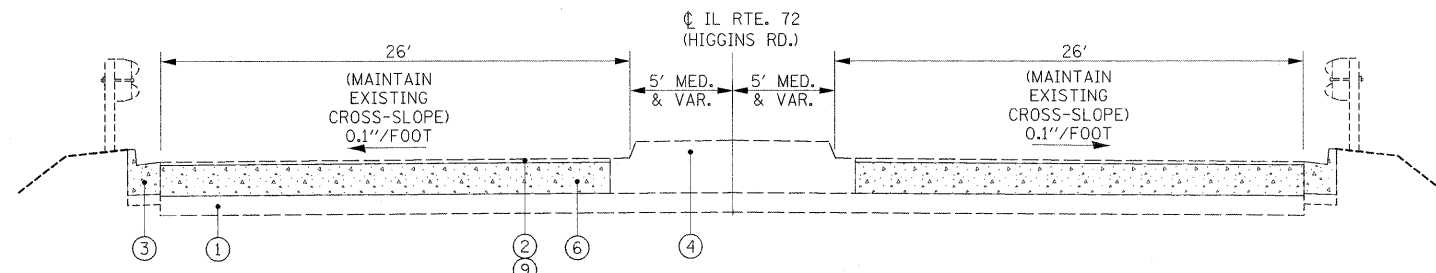 ℄ IL RTE. 72
(HIGGINS RD.)
26'
26'
(MAINTAIN
EXISTING
CROSS-SLOPE)
0.1"/FOOT
5' MED.
& VAR.
5' MED.
& VAR.
(MAINTAIN
EXISTING
CROSS-SLOPE)
0.1"/FOOT
3
1
2
6
4
9